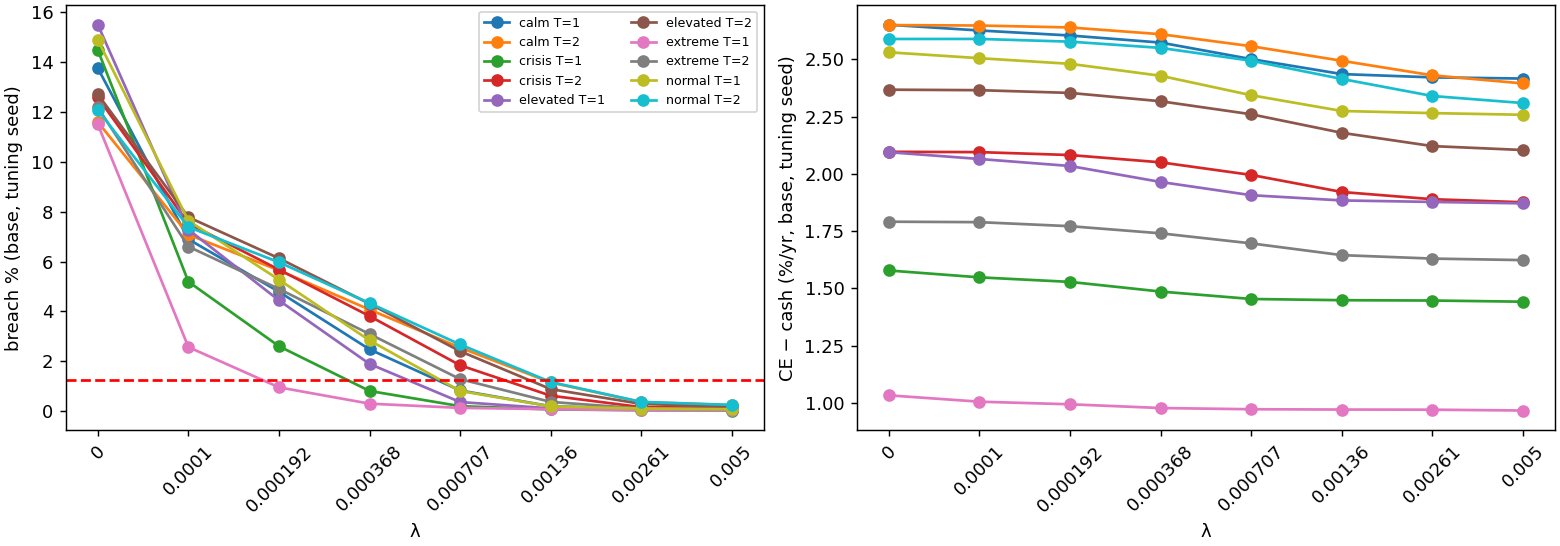 breach % (base, tuning seed)
16
14
12
10
8
6
4
2
0
calm T=1
calm T=2
crisis T=1
crisis T=2
elevated T=1
elevated T=2
extreme T=1
extreme T=2
normal T=1
normal T=2
0
0.0001
0.000192
0.000368
0.000707
0.00136
0.00261
0.005
λ
CE − cash (%/yr, base, tuning seed)
2.50
2.25
2.00
1.75
1.50
1.25
1.00
0
0.0001
0.000192
0.000368
0.000707
0.00136
0.00261
0.005
λ